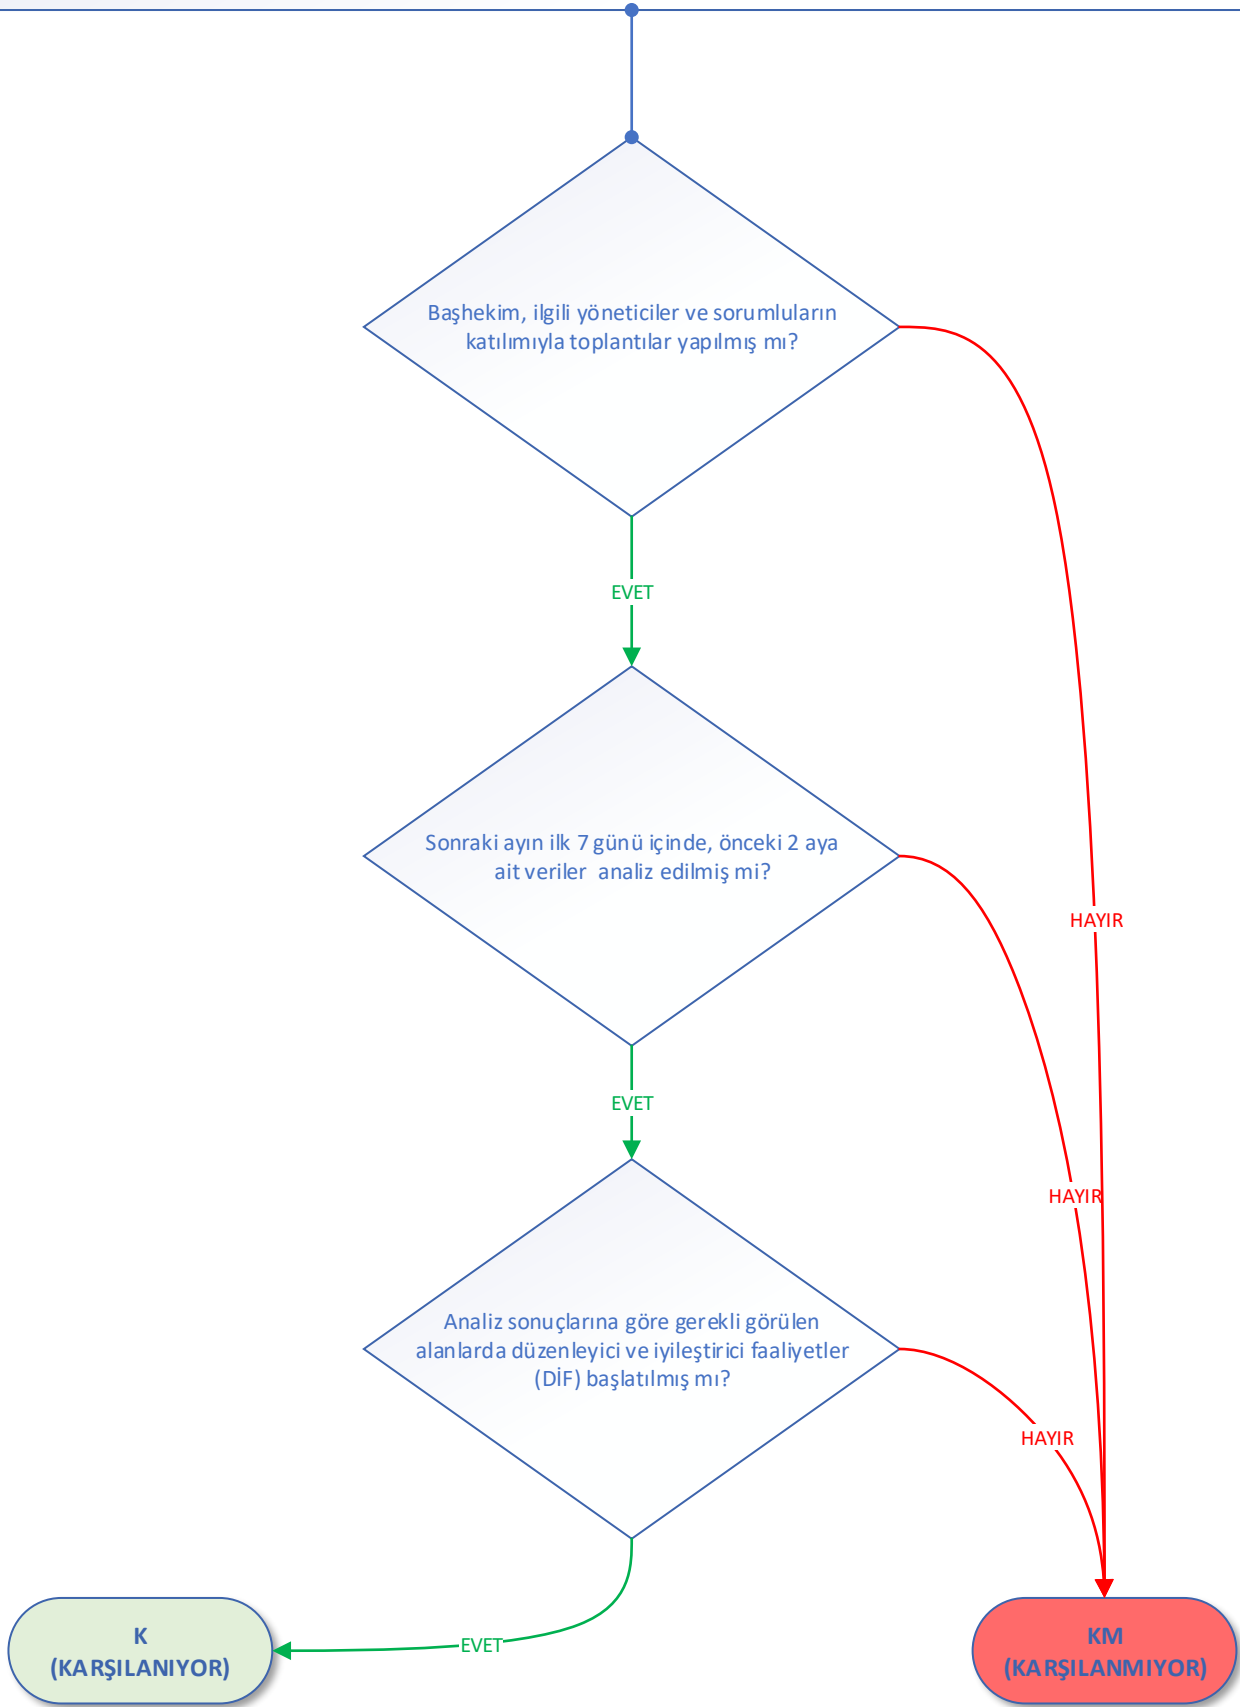 Başhekim, ilgili yöneticiler ve sorumluların
katılımıyla toplantılar yapılmış mı?
EVET
Sonraki ayın ilk 7 günü içinde, önceki 2 aya
ait veriler analiz edilmiş mi?
HAYIR
EVET
HAYIR
Analiz sonuçlarına göre gerekli görülen
alanlarda düzenleyici ve iyileştirici faaliyetler
(DİF) başlatılmış mı?
HAYIR
EVET
K
(KARŞILANIYOR)
KM
(KARŞILANMIYOR)